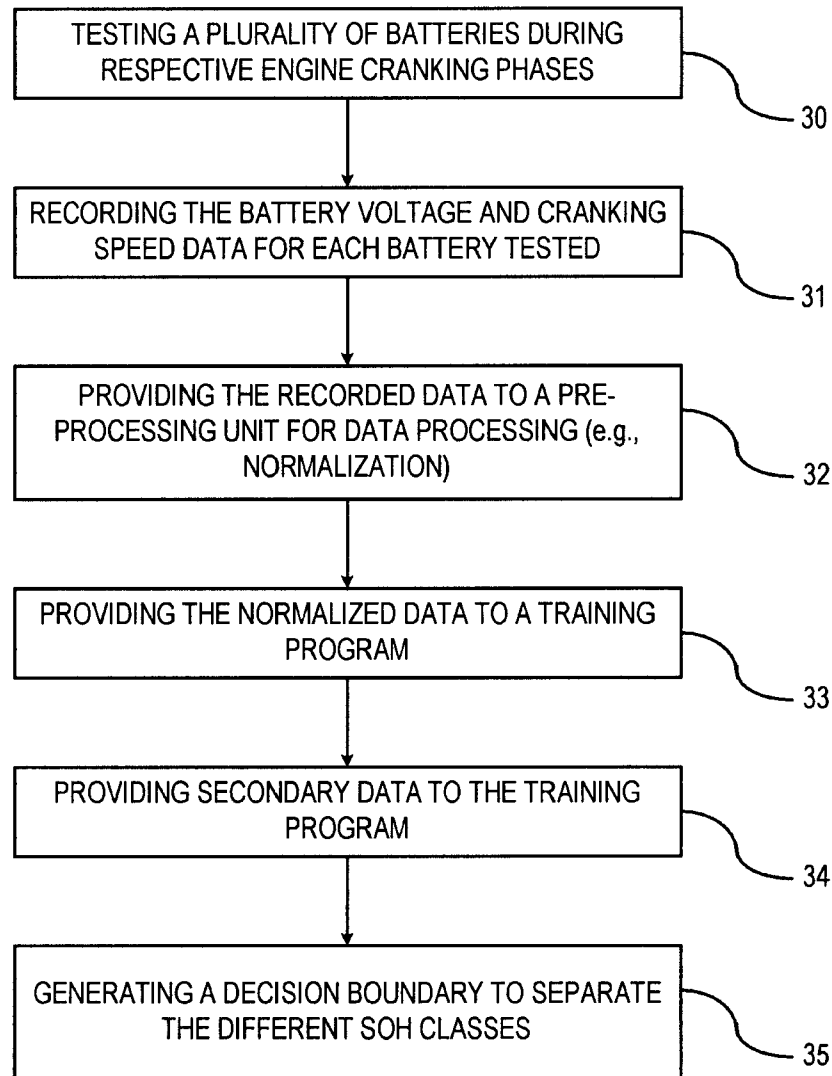 TESTING A PLURALITY OF BATTERIES DURING
RESPECTIVE ENGINE CRANKING PHASES
30
RECORDING THE BATTERY VOLTAGE AND CRANKING
SPEED DATA FOR EACH BATTERY TESTED
31
PROVIDING THE RECORDED DATA TO A PRE-
PROCESSING UNIT FOR DATA PROCESSING (e.g.,
NORMALIZATION)
32
PROVIDING THE NORMALIZED DATA TO A TRAINING
PROGRAM
33
PROVIDING SECONDARY DATA TO THE TRAINING
PROGRAM
34
GENERATING A DECISION BOUNDARY TO SEPARATE
THE DIFFERENT SOH CLASSES
35